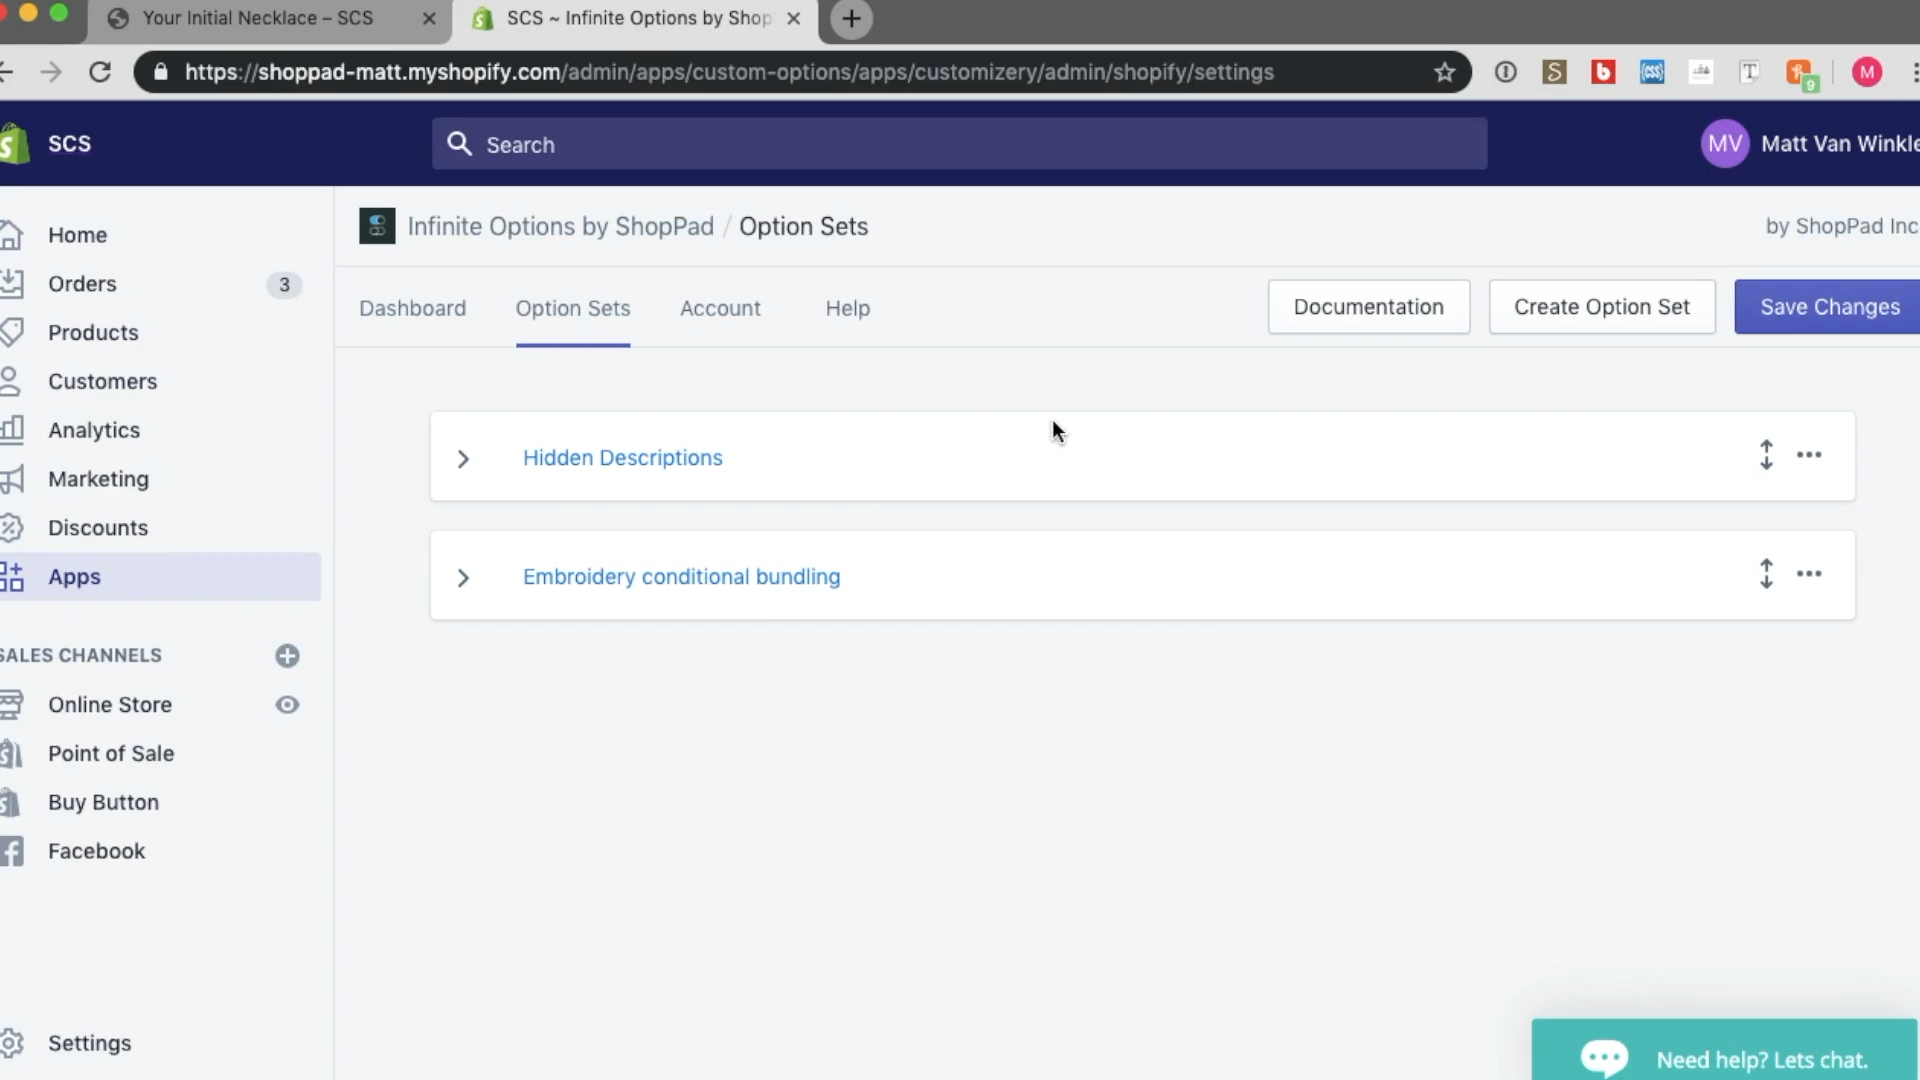 Your Initial Necklace – SCS
SCS ~ Infinite Options by Shop
https://shoppad-matt.myshopify.com/admin/apps/custom-options/apps/customizery/admin/shopify/settings
S
b
{css}
T
9
M
SCS
Search
MV
Matt Van Winkle
Infinite Options by ShopPad / Option Sets
by ShopPad Inc
Home
Orders
3
Products
Customers
Analytics
Marketing
Discounts
Apps
SALES CHANNELS
Online Store
Point of Sale
Buy Button
Facebook
Settings
Dashboard
Option Sets
Account
Help
Documentation
Create Option Set
Save Changes
Hidden Descriptions
Embroidery conditional bundling
Need help? Lets chat.